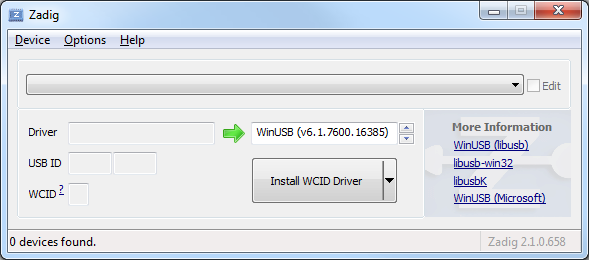 Zadig
Device Options Help
Edit
Driver WinUSB (v6.1.7600.16385)
USB ID
WCID ?
Install WCID Driver
More Information
WinUSB (libusb)
libusb-win32
libusbK
WinUSB (Microsoft)
0 devices found. Zadig 2.1.0.658